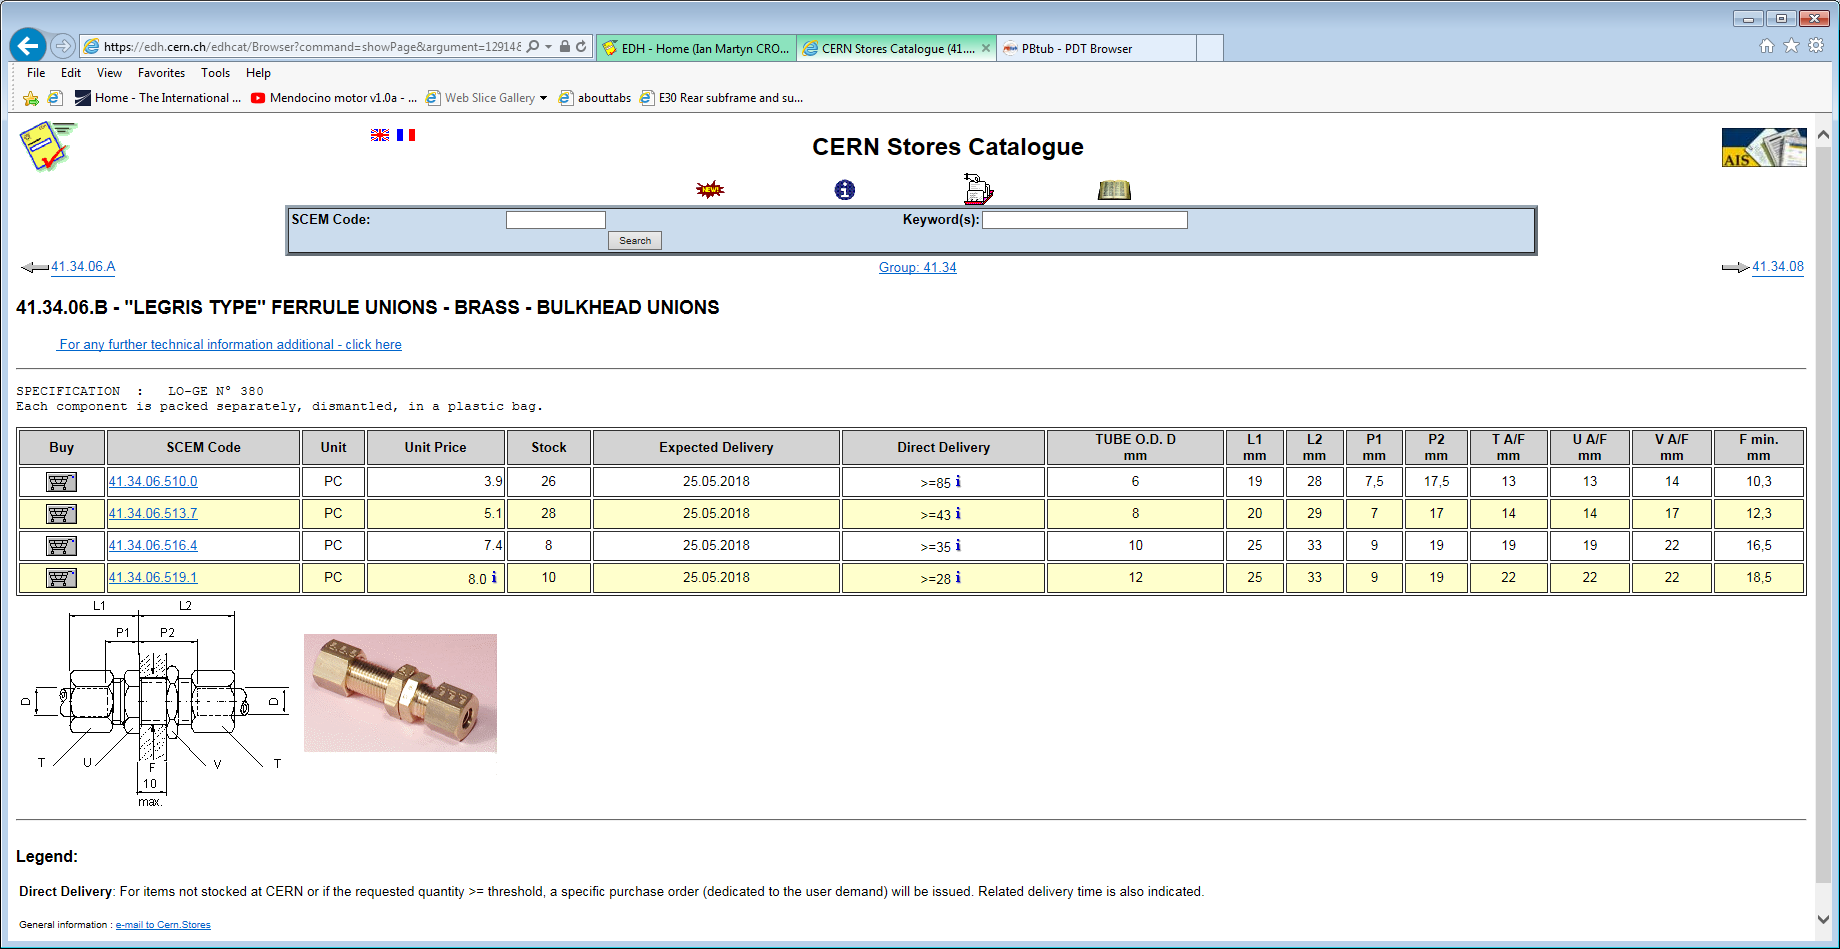 https://edh.cern.ch/edhcat/Browser?command=showPage&argument=129148
EDH - Home (Ian Martyn CRO...
CERN Stores Catalogue (41....
PBtub - PDT Browser
File Edit View Favorites Tools Help
Home - The International ... Mendocino motor v1.0a - ... Web Slice Gallery abouttabs E30 Rear subframe and su...
CERN Stores Catalogue
AIS
NEW!
SCEM Code: Keyword(s):
Search
41.34.06.A Group: 41.34 41.34.08
41.34.06.B - "LEGRIS TYPE" FERRULE UNIONS - BRASS - BULKHEAD UNIONS
For any further technical information additional - click here
SPECIFICATION : LO-GE N° 380
Each component is packed separately, dismantled, in a plastic bag.
Buy SCEM Code Unit Unit Price Stock Expected Delivery Direct Delivery TUBE O.D. D mm L1 mm L2 mm P1 mm P2 mm T A/F mm U A/F mm V A/F mm F min. mm
41.34.06.510.0 PC 3.9 26 25.05.2018 >=85 i 6 19 28 7,5 17,5 13 13 14 10,3
41.34.06.513.7 PC 5.1 28 25.05.2018 >=43 i 8 20 29 7 17 14 14 17 12,3
41.34.06.516.4 PC 7.4 8 25.05.2018 >=35 i 10 25 33 9 19 19 19 22 16,5
41.34.06.519.1 PC 8.0 i 10 25.05.2018 >=28 i 12 25 33 9 19 22 22 22 18,5
L1 L2
P1 P2
D D
T U F V T
10
max.
Legend:
Direct Delivery: For items not stocked at CERN or if the requested quantity >= threshold, a specific purchase order (dedicated to the user demand) will be issued. Related delivery time is also indicated.
General information : e-mail to Cern.Stores